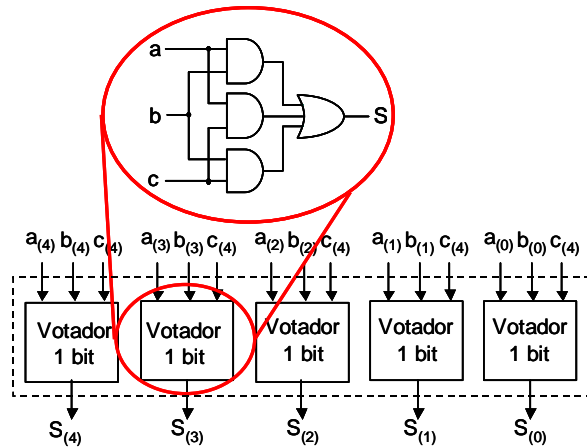 a
b
S
c
a(4) b(4) c(4) a(3) b(3) c(4) a(2) b(2) c(4) a(1) b(1) c(4) a(0) b(0) c(4)
Votador Votador Votador Votador Votador
1 bit 1 bit 1 bit 1 bit 1 bit
S(4) S(3) S(2) S(1) S(0)